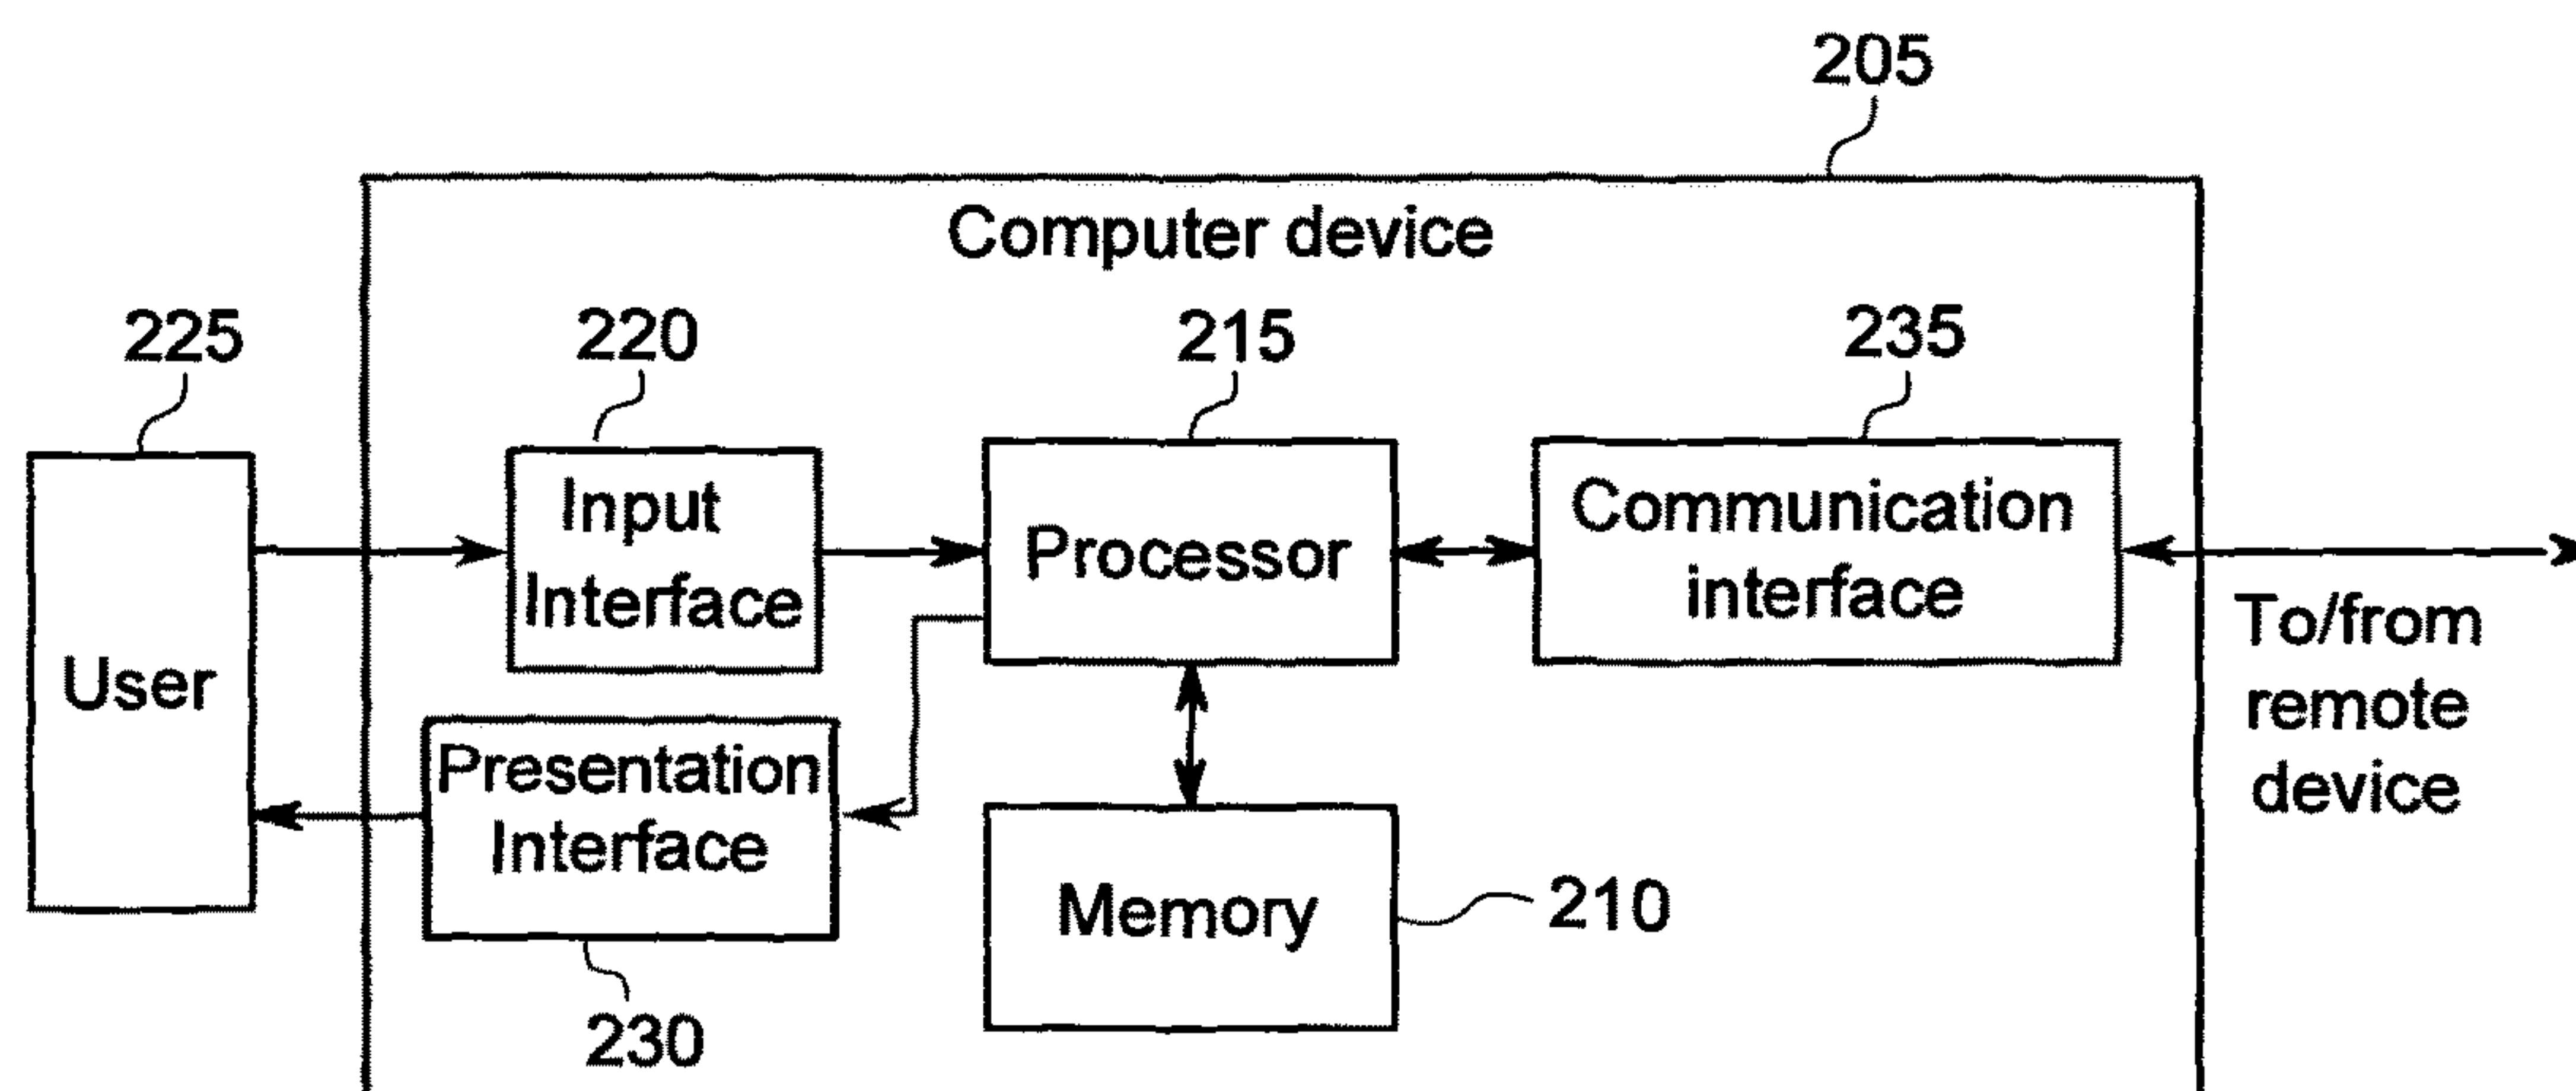 205
Computer device
225
220
215
235
Input
Interface
Processor
Communication
interface
User
To/from
remote
device
Presentation
Interface
Memory
210
230